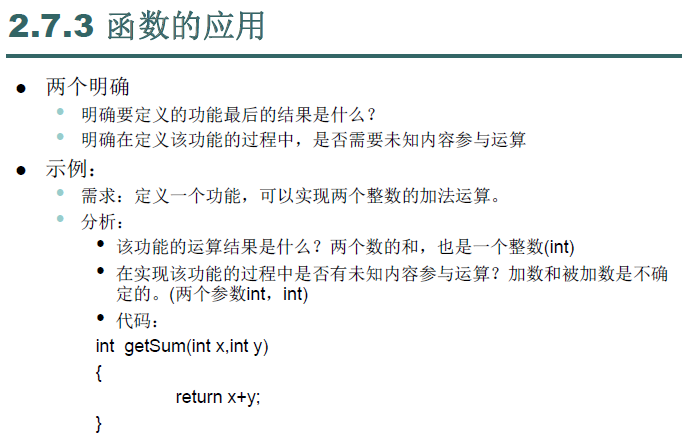 2.7.3 函数的应用
● 两个明确
• 明确要定义的功能最后的结果是什么？
• 明确在定义该功能的过程中，是否需要未知内容参与运算
● 示例：
• 需求：定义一个功能，可以实现两个整数的加法运算。
• 分析：
• 该功能的运算结果是什么？两个数的和，也是一个整数(int)
• 在实现该功能的过程中是否有未知内容参与运算？加数和被加数是不确
定的。(两个参数int，int)
• 代码：
int getSum(int x,int y)
{
return x+y;
}